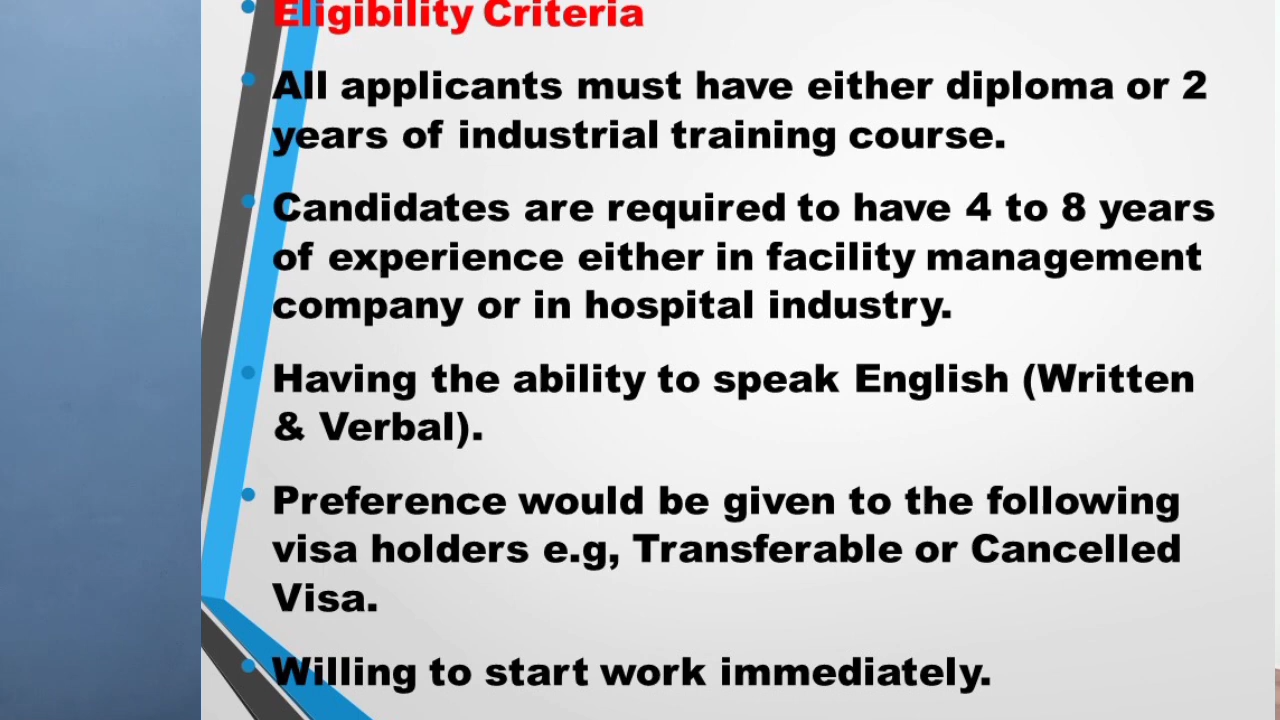 Eligibility Criteria
All applicants must have either diploma or 2
years of industrial training course.
Candidates are required to have 4 to 8 years
of experience either in facility management
company or in hospital industry.
Having the ability to speak English (Written
& Verbal).
Preference would be given to the following
visa holders e.g, Transferable or Cancelled
Visa.
Willing to start work immediately.